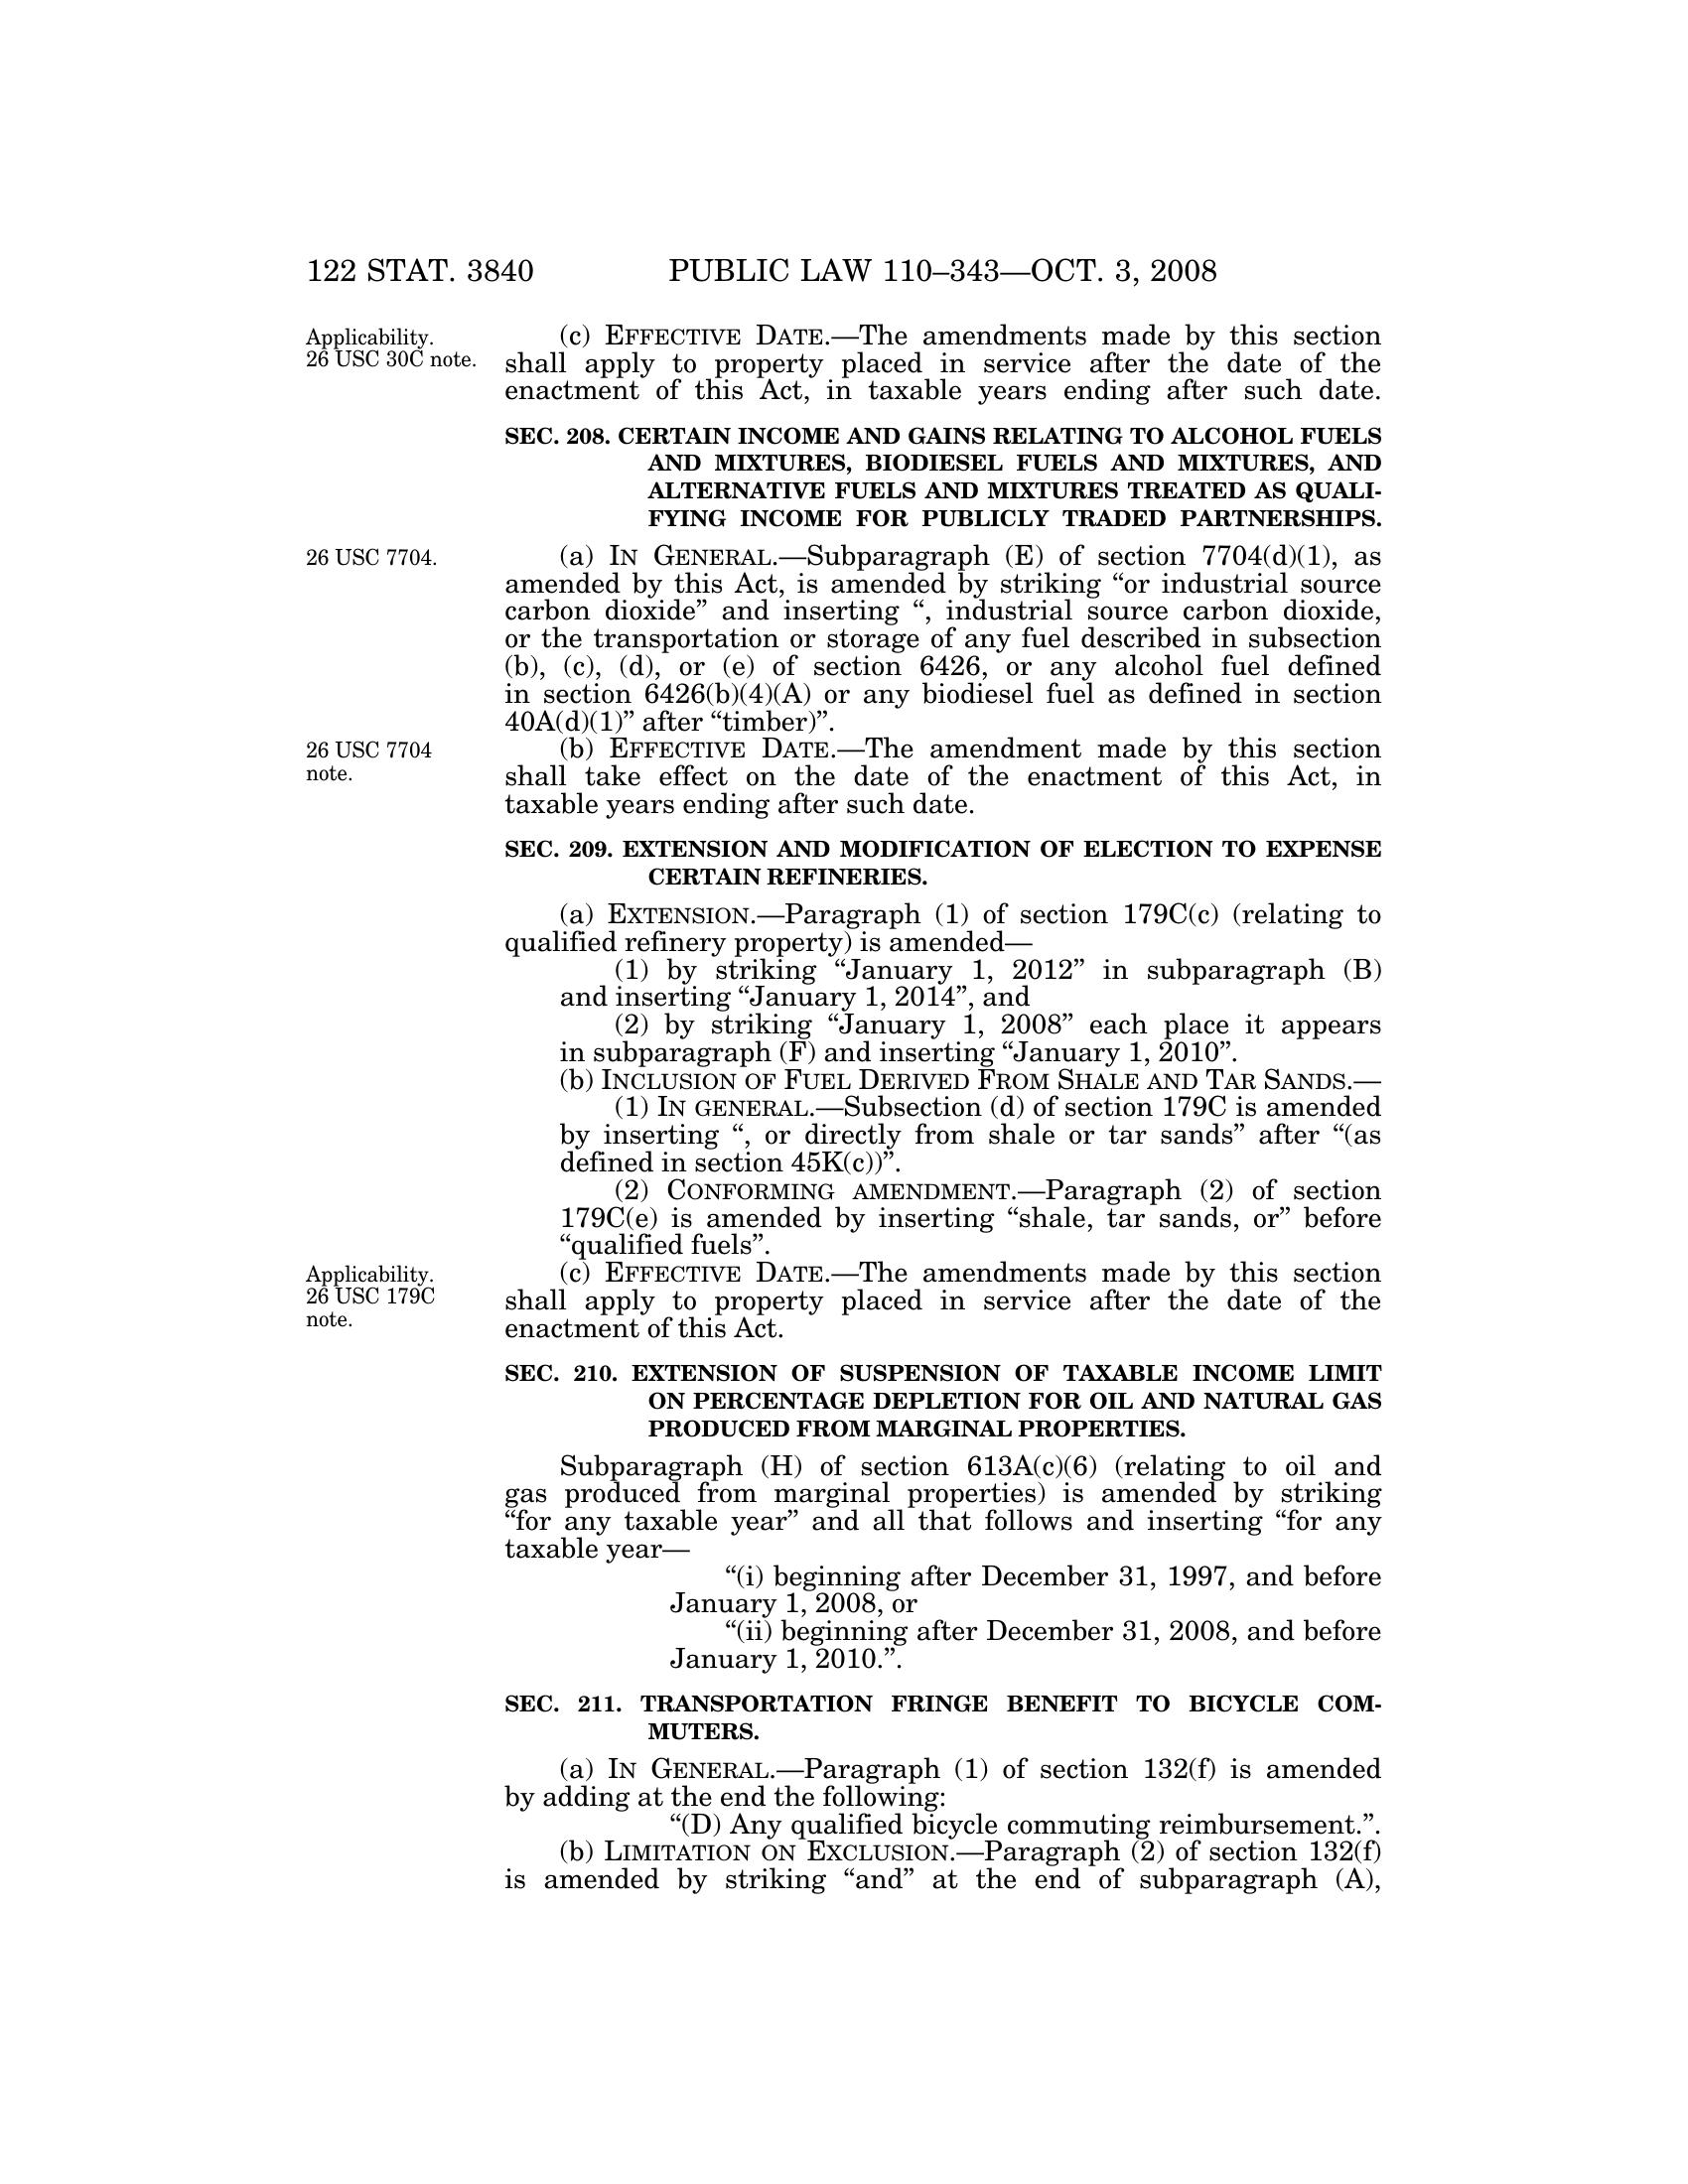 122 STAT. 3840 PUBLIC LAW 110–343—OCT. 3, 2008
Applicability.
26 USC 30C note.
(c) EFFECTIVE DATE.—The amendments made by this section
shall apply to property placed in service after the date of the
enactment of this Act, in taxable years ending after such date.
SEC. 208. CERTAIN INCOME AND GAINS RELATING TO ALCOHOL FUELS
AND MIXTURES, BIODIESEL FUELS AND MIXTURES, AND
ALTERNATIVE FUELS AND MIXTURES TREATED AS QUALI-
FYING INCOME FOR PUBLICLY TRADED PARTNERSHIPS.
26 USC 7704.
(a) IN GENERAL.—Subparagraph (E) of section 7704(d)(1), as
amended by this Act, is amended by striking “or industrial source
carbon dioxide” and inserting “, industrial source carbon dioxide,
or the transportation or storage of any fuel described in subsection
(b), (c), (d), or (e) of section 6426, or any alcohol fuel defined
in section 6426(b)(4)(A) or any biodiesel fuel as defined in section
40A(d)(1)” after “timber)”.
26 USC 7704
note.
(b) EFFECTIVE DATE.—The amendment made by this section
shall take effect on the date of the enactment of this Act, in
taxable years ending after such date.
SEC. 209. EXTENSION AND MODIFICATION OF ELECTION TO EXPENSE
CERTAIN REFINERIES.
(a) EXTENSION.—Paragraph (1) of section 179C(c) (relating to
qualified refinery property) is amended—
(1) by striking “January 1, 2012” in subparagraph (B)
and inserting “January 1, 2014”, and
(2) by striking “January 1, 2008” each place it appears
in subparagraph (F) and inserting “January 1, 2010”.
(b) INCLUSION OF FUEL DERIVED FROM SHALE AND TAR SANDS.—
(1) IN GENERAL.—Subsection (d) of section 179C is amended
by inserting “, or directly from shale or tar sands” after “(as
defined in section 45K(c))”.
(2) CONFORMING AMENDMENT.—Paragraph (2) of section
179C(e) is amended by inserting “shale, tar sands, or” before
“qualified fuels”.
Applicability.
26 USC 179C
note.
(c) EFFECTIVE DATE.—The amendments made by this section
shall apply to property placed in service after the date of the
enactment of this Act.
SEC. 210. EXTENSION OF SUSPENSION OF TAXABLE INCOME LIMIT
ON PERCENTAGE DEPLETION FOR OIL AND NATURAL GAS
PRODUCED FROM MARGINAL PROPERTIES.
Subparagraph (H) of section 613A(c)(6) (relating to oil and
gas produced from marginal properties) is amended by striking
“for any taxable year” and all that follows and inserting “for any
taxable year—
“(i) beginning after December 31, 1997, and before
January 1, 2008, or
“(ii) beginning after December 31, 2008, and before
January 1, 2010.”.
SEC. 211. TRANSPORTATION FRINGE BENEFIT TO BICYCLE COM-
MUTERS.
(a) IN GENERAL.—Paragraph (1) of section 132(f) is amended
by adding at the end the following:
“(D) Any qualified bicycle commuting reimbursement.”.
(b) LIMITATION ON EXCLUSION.—Paragraph (2) of section 132(f)
is amended by striking “and” at the end of subparagraph (A),